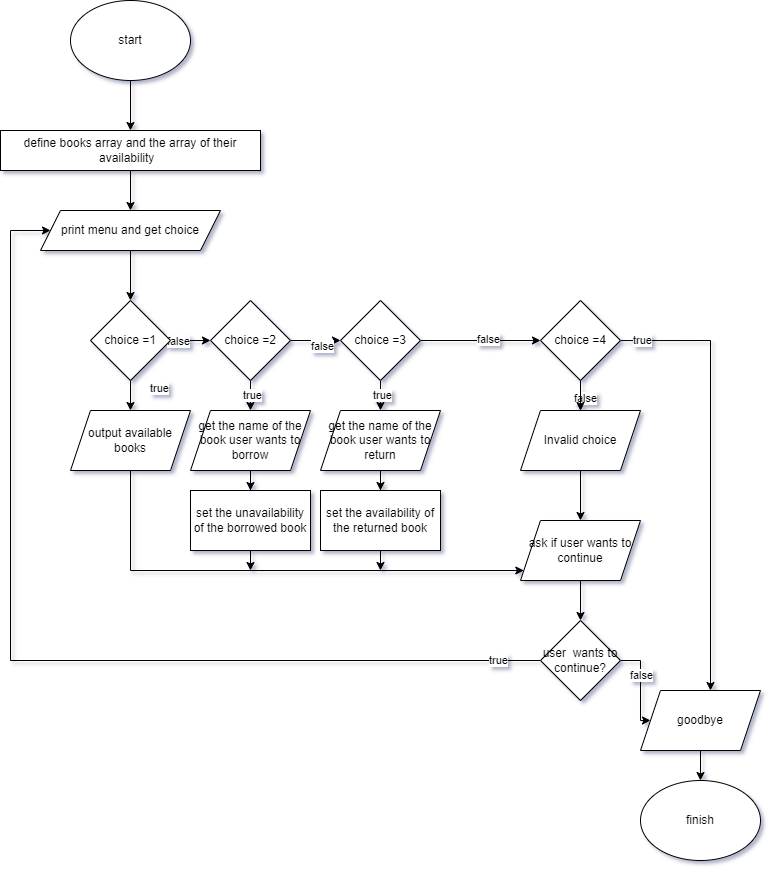 start
define books array and the array of their
availability
print menu and get choice
choice =1
false
choice =2
false
choice =3
false
choice =4
true
true
true
true
false
output available
books
get the name of the
book user wants to
borrow
get the name of the
book user wants to
return
Invalid choice
set the unavailability
of the borrowed book
set the availability of
the returned book
ask if user wants to
continue
user wants to
continue?
true
false
goodbye
finish